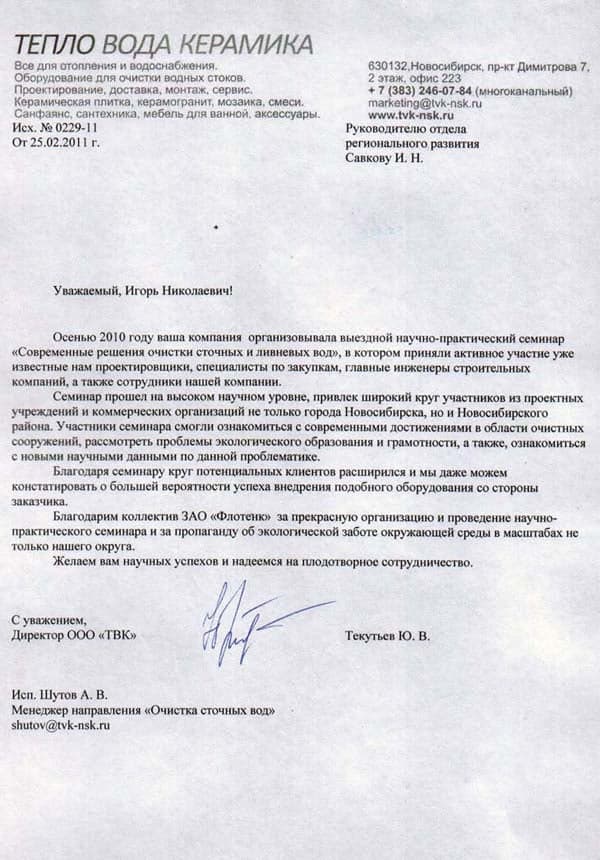 ТЕПЛО ВОДА КЕРАМИКА
Все для отопления и водоснабжения.
Оборудование для очистки водных стоков.
Проектирование, доставка, монтаж, сервис.
Керамическая плитка, керамогранит, мозаика, смеси.
Санфаянс, сантехника, мебель для ванной, аксессуары.
630132,Новосибирск, пр-кт Димитрова 7,
2 этаж, офис 223
+ 7 (383) 246-07-84 (многоканальный)
marketing@tvk-nsk.ru
www.tvk-nsk.ru
Исх. № 0229-11
От 25.02.2011 г.
Руководителю отдела
регионального развития
Савкову И. Н.
Уважаемый, Игорь Николаевич!
Осенью 2010 году ваша компания организовывала выездной научно-практический семинар
«Современные решения очистки сточных и ливневых вод», в котором приняли активное участие уже
известные нам проектировщики, специалисты по закупкам, главные инженеры строительных
компаний, а также сотрудники нашей компании.
Семинар прошел на высоком научном уровне, привлек широкий круг участников из проектных
учреждений и коммерческих организаций не только города Новосибирска, но и Новосибирского
района. Участники семинара смогли ознакомиться с современными достижениями в области очистных
сооружений, рассмотреть проблемы экологического образования и грамотности, а также, ознакомиться
с новыми научными данными по данной проблематике.
Благодаря семинару круг потенциальных клиентов расширился и мы даже можем
констатировать о большей вероятности успеха внедрения подобного оборудования со стороны
заказчика.
Благодарим коллектив ЗАО «Флотенк» за прекрасную организацию и проведение научно-
практического семинара и за пропаганду об экологической заботе окружающей среды в масштабах не
только нашего округа.
Желаем вам научных успехов и надеемся на плодотворное сотрудничество.
С уважением,
Директор ООО «ТВК»
Текутьев Ю. В.
Исп. Шутов А. В.
Менеджер направления «Очистка сточных вод»
shutov@tvk-nsk.ru